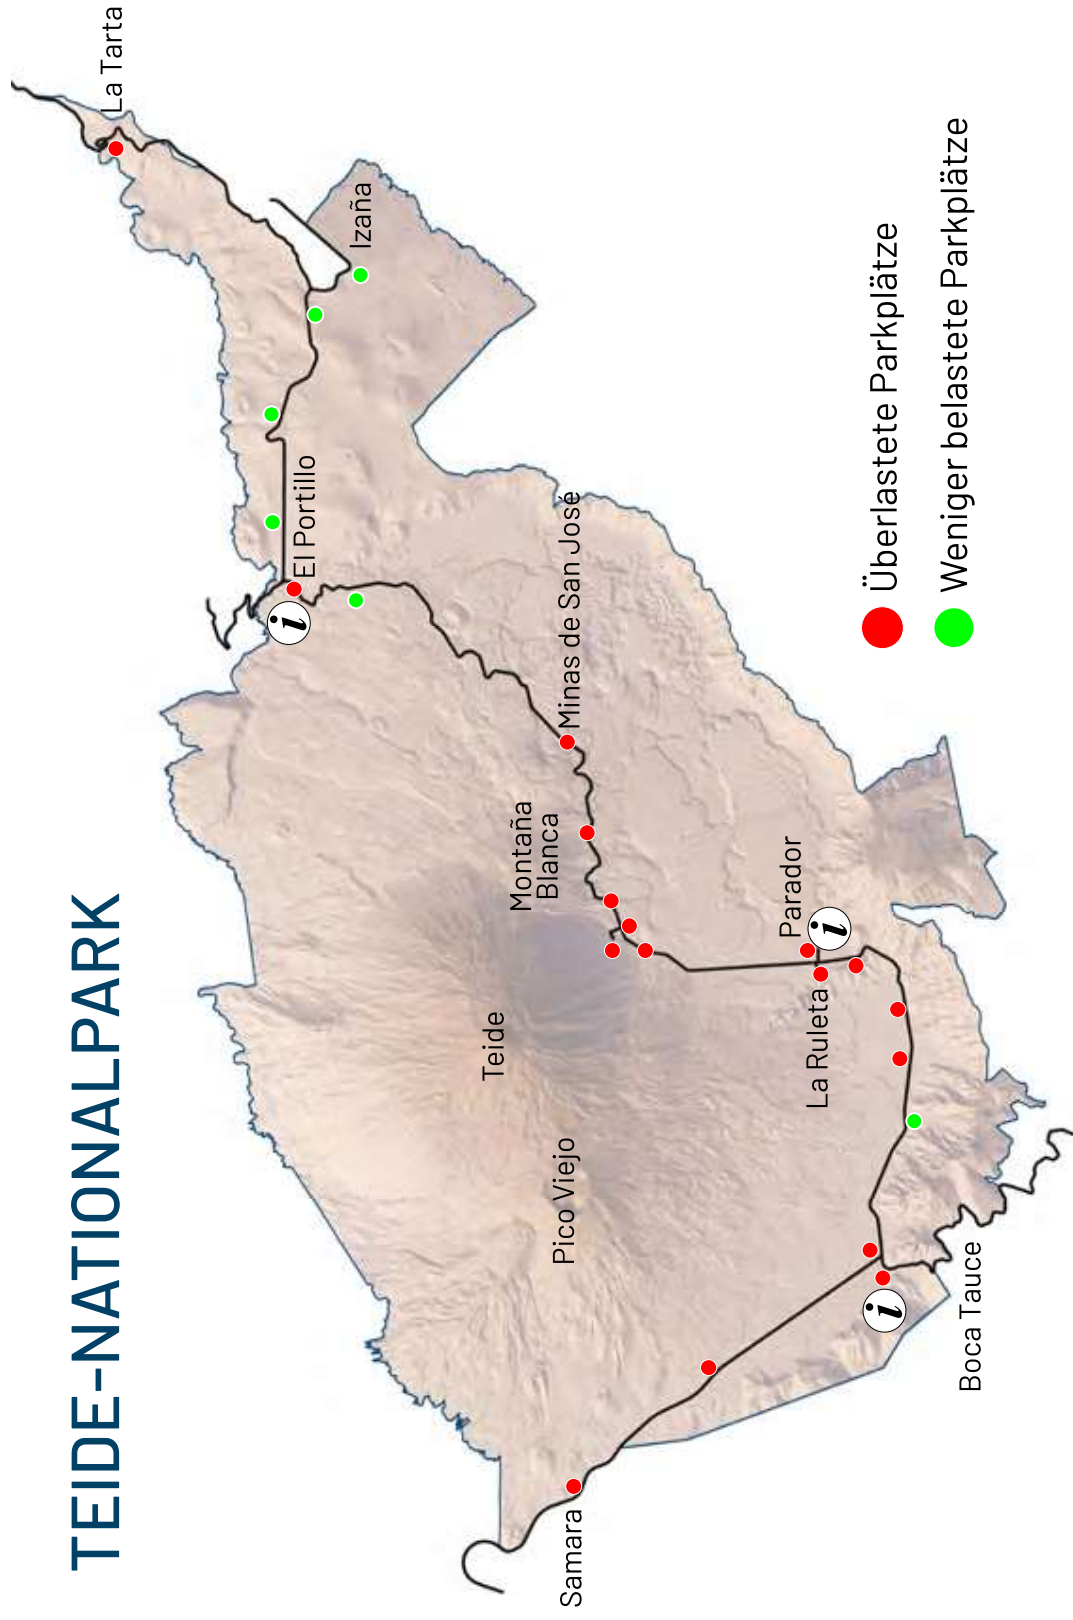 TEIDE-NATIONALPARK
La Tarta
Izaña
El Portillo
i
Minas de San José
Montaña
Blanca
Teide
Pico Viejo
Parador
i
La Ruleta
Samara
i
Boca Tauce
Überlastete Parkplätze
Weniger belastete Parkplätze